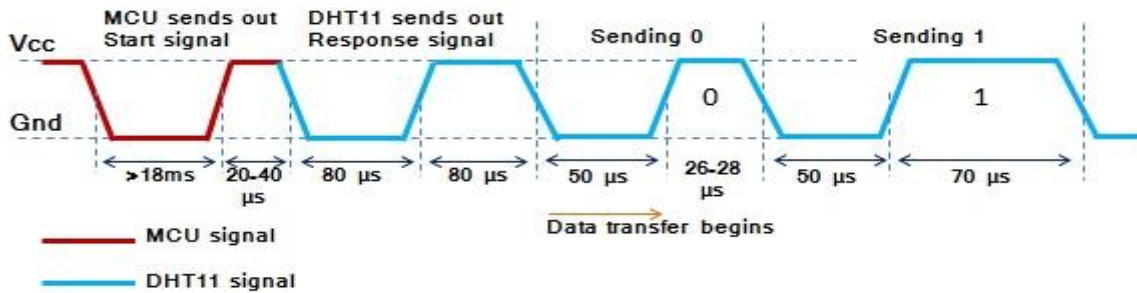 MCU sends out
Start signal
DHT11 sends out
Response signal
Sending 0
Sending 1
Vcc
0
1
Gnd
>18ms
20-40
µs
80 µs
80 µs
50 µs
26-28
µs
50 µs
70 µs
Data transfer begins
MCU signal
DHT11 signal